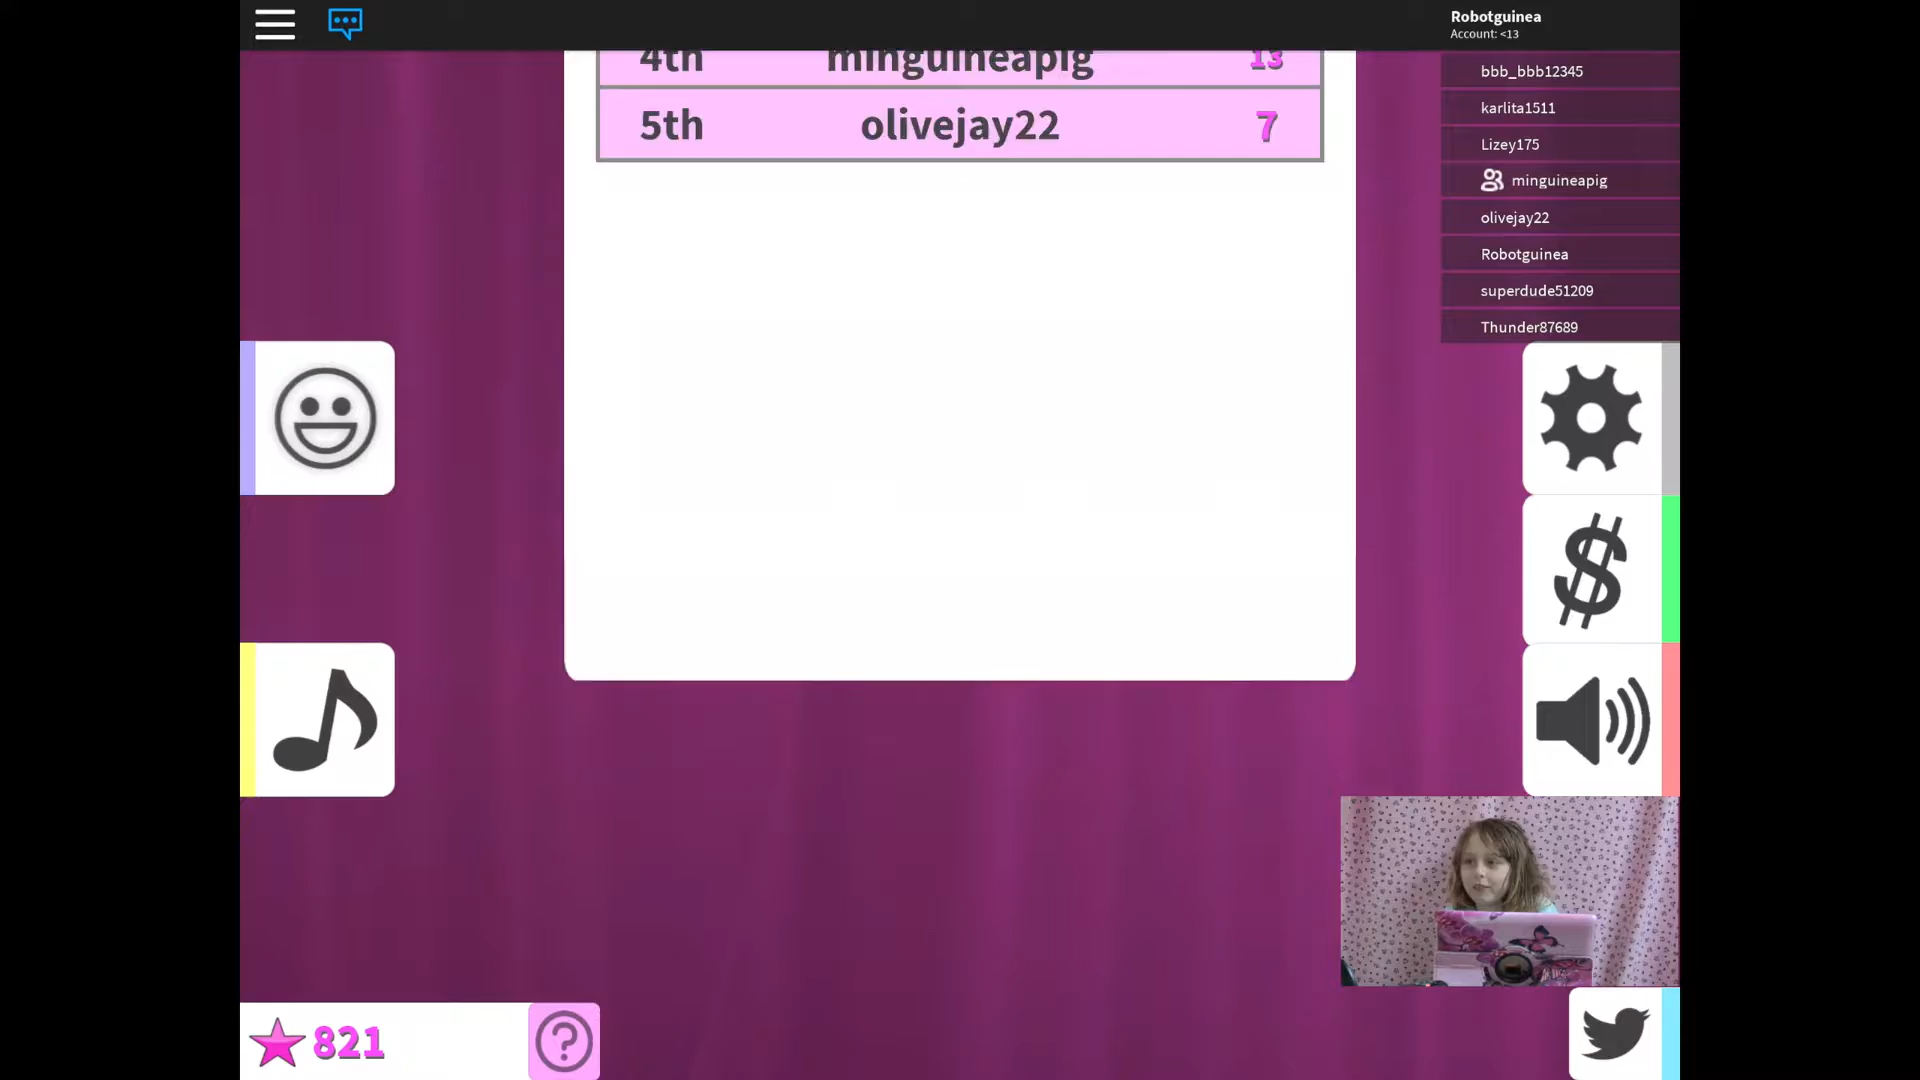 Robotguinea
Account: <13
4th minguineapig 13
5th olivejay22 7
bbb_bbb12345
karlita1511
Lizey175
minguineapig
olivejay22
Robotguinea
superdude51209
Thunder87689
$
821
?